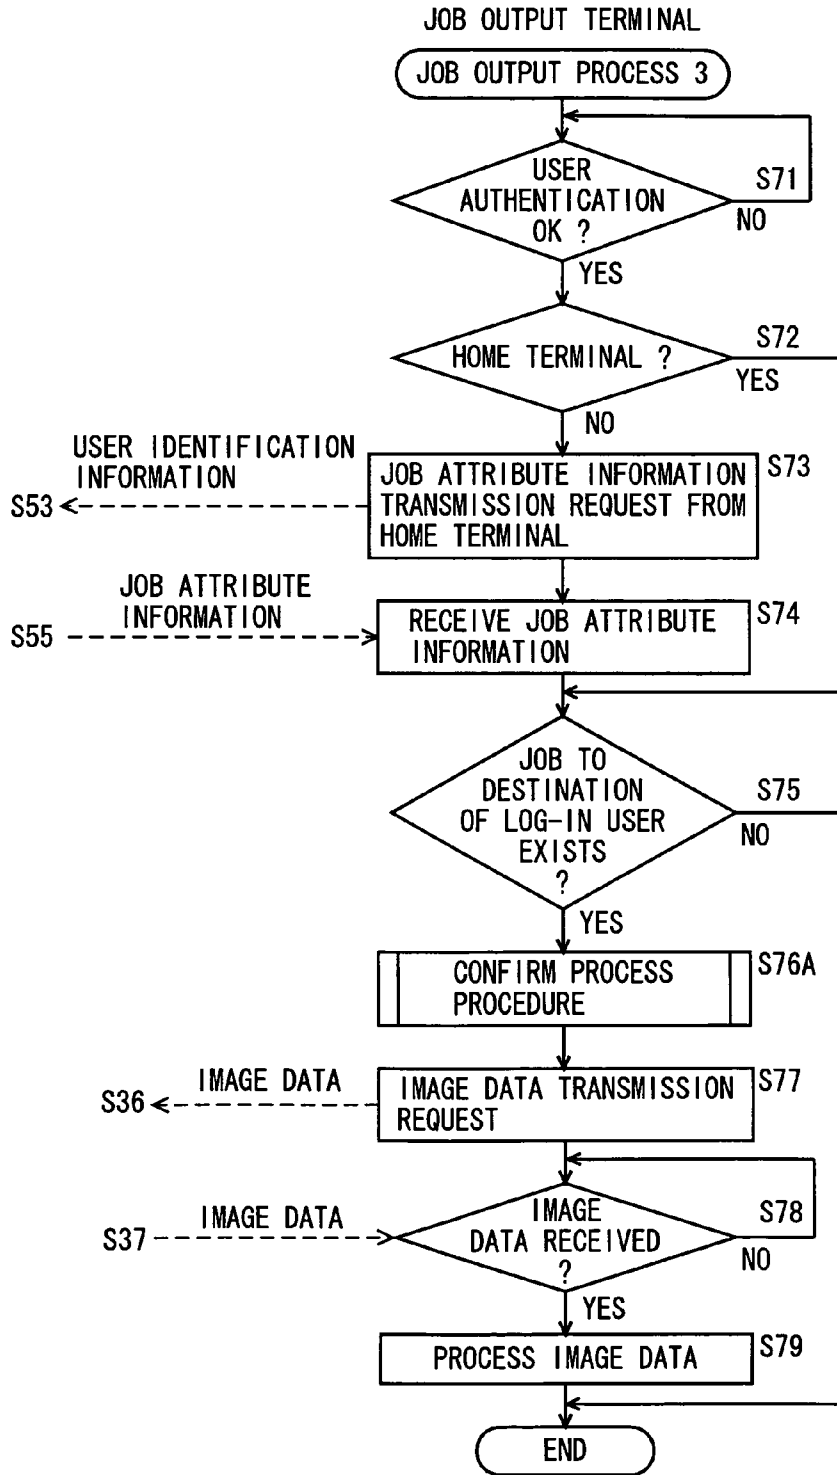 JOB OUTPUT TERMINAL
JOB OUTPUT PROCESS 3
USER
AUTHENTICATION
OK ?
S71
NO
YES
HOME TERMINAL ?
S72
YES
NO
USER IDENTIFICATION
INFORMATION
S53
JOB ATTRIBUTE INFORMATION
TRANSMISSION REQUEST FROM
HOME TERMINAL
S73
JOB ATTRIBUTE
INFORMATION
S55
RECEIVE JOB ATTRIBUTE
INFORMATION
S74
JOB TO
DESTINATION
OF LOG-IN USER
EXISTS
?
S75
NO
YES
CONFIRM PROCESS
PROCEDURE
S76A
IMAGE DATA
S36
IMAGE DATA TRANSMISSION
REQUEST
S77
IMAGE DATA
S37
IMAGE
DATA RECEIVED
?
S78
NO
YES
PROCESS IMAGE DATA
S79
END